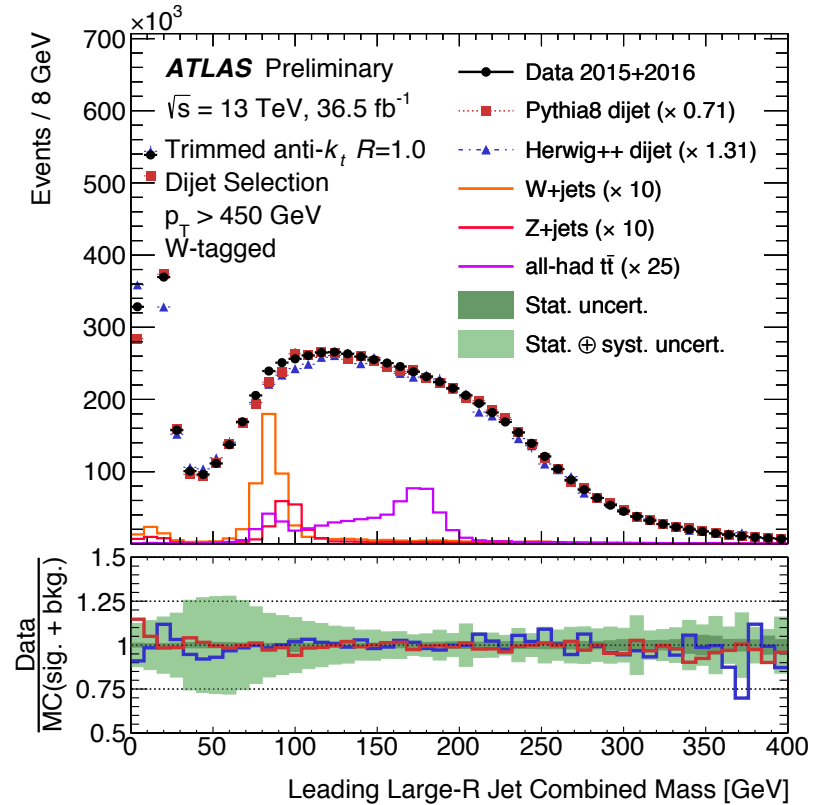 ×10³
700
600
500
400
300
200
100
Events / 8 GeV
ATLAS Preliminary
√s = 13 TeV, 36.5 fb⁻¹
Trimmed anti-kₜ R=1.0
Dijet Selection
p_T > 450 GeV
W-tagged
Data 2015+2016
Pythia8 dijet (× 0.71)
Herwig++ dijet (× 1.31)
W+jets (× 10)
Z+jets (× 10)
all-had tt̄ (× 25)
Stat. uncert.
Stat. ⊕ syst. uncert.
Data
MC(sig. + bkg.)
1.5
1.25
1
0.75
0.5
0 50 100 150 200 250 300 350 400
Leading Large-R Jet Combined Mass [GeV]